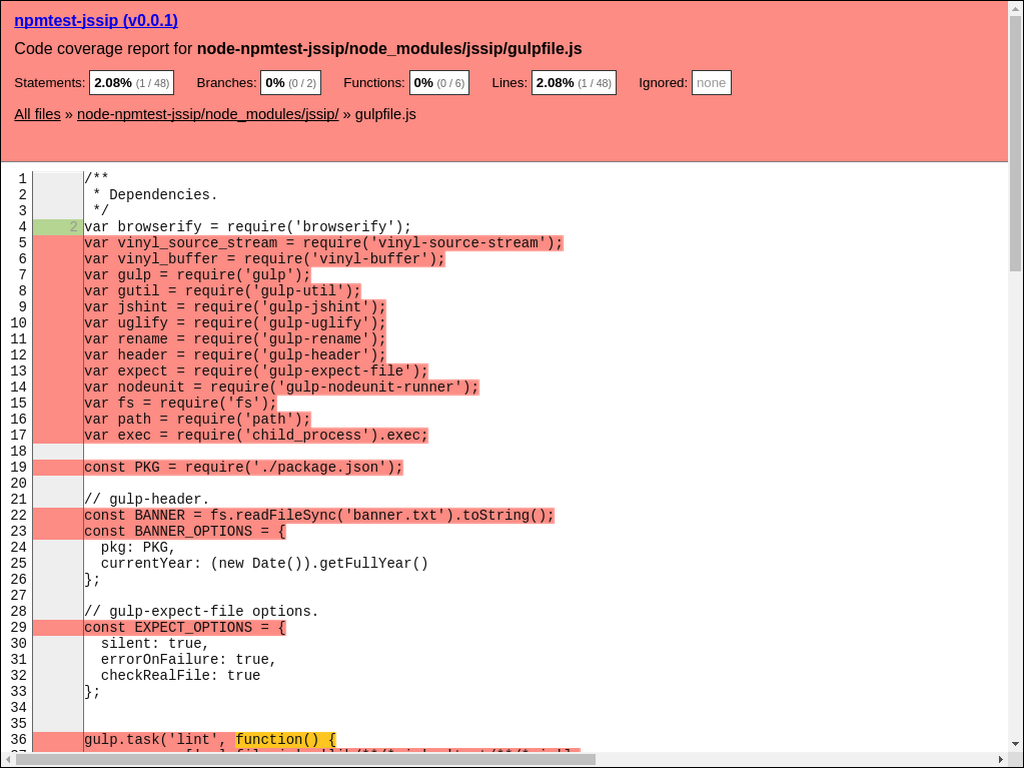 npmtest-jssip (v0.0.1)
Code coverage report for node-npmtest-jssip/node_modules/jssip/gulpfile.js
Statements: 2.08% (1 / 48) Branches: 0% (0 / 2) Functions: 0% (0 / 6) Lines: 2.08% (1 / 48) Ignored: none
All files » node-npmtest-jssip/node_modules/jssip/ » gulpfile.js
1 /**
2 * Dependencies.
3 */
4 2 var browserify = require('browserify');
5 var vinyl_source_stream = require('vinyl-source-stream');
6 var vinyl_buffer = require('vinyl-buffer');
7 var gulp = require('gulp');
8 var gutil = require('gulp-util');
9 var jshint = require('gulp-jshint');
10 var uglify = require('gulp-uglify');
11 var rename = require('gulp-rename');
12 var header = require('gulp-header');
13 var expect = require('gulp-expect-file');
14 var nodeunit = require('gulp-nodeunit-runner');
15 var fs = require('fs');
16 var path = require('path');
17 var exec = require('child_process').exec;
18
19 const PKG = require('./package.json');
20
21 // gulp-header.
22 const BANNER = fs.readFileSync('banner.txt').toString();
23 const BANNER_OPTIONS = {
24 pkg: PKG,
25 currentYear: (new Date()).getFullYear()
26 };
27
28 // gulp-expect-file options.
29 const EXPECT_OPTIONS = {
30 silent: true,
31 errorOnFailure: true,
32 checkRealFile: true
33 };
34
35
36 gulp.task('lint', function() {